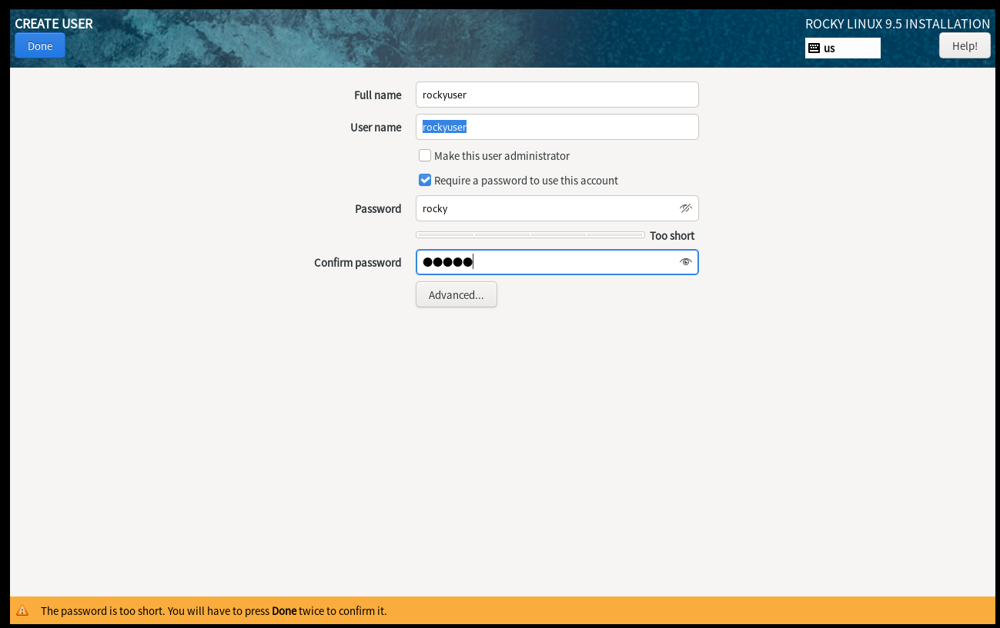 CREATE USER
ROCKY LINUX 9.5 INSTALLATION
Done
us
Help!
Full name
rockyuser
User name
rockyuser
Make this user administrator
Require a password to use this account
Password
rocky
Too short
Confirm password
●●●●●
Advanced...
The password is too short. You will have to press Done twice to confirm it.